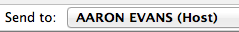 Send to: AARON EVANS (Host)